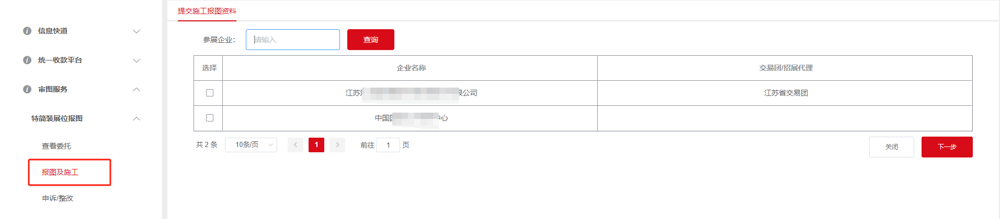 提交施工报图资料
信息快道
统一收款平台
审图服务
特简装展位报图
查看委托
报图及施工
申诉/整改
参展企业： 请输入 查询
选择 企业名称 交易团/招展代理
江苏 限公司 江苏省交易团
中国国 中心
共 2 条 10条/页 < 1 > 前往 1 页 关闭 下一步